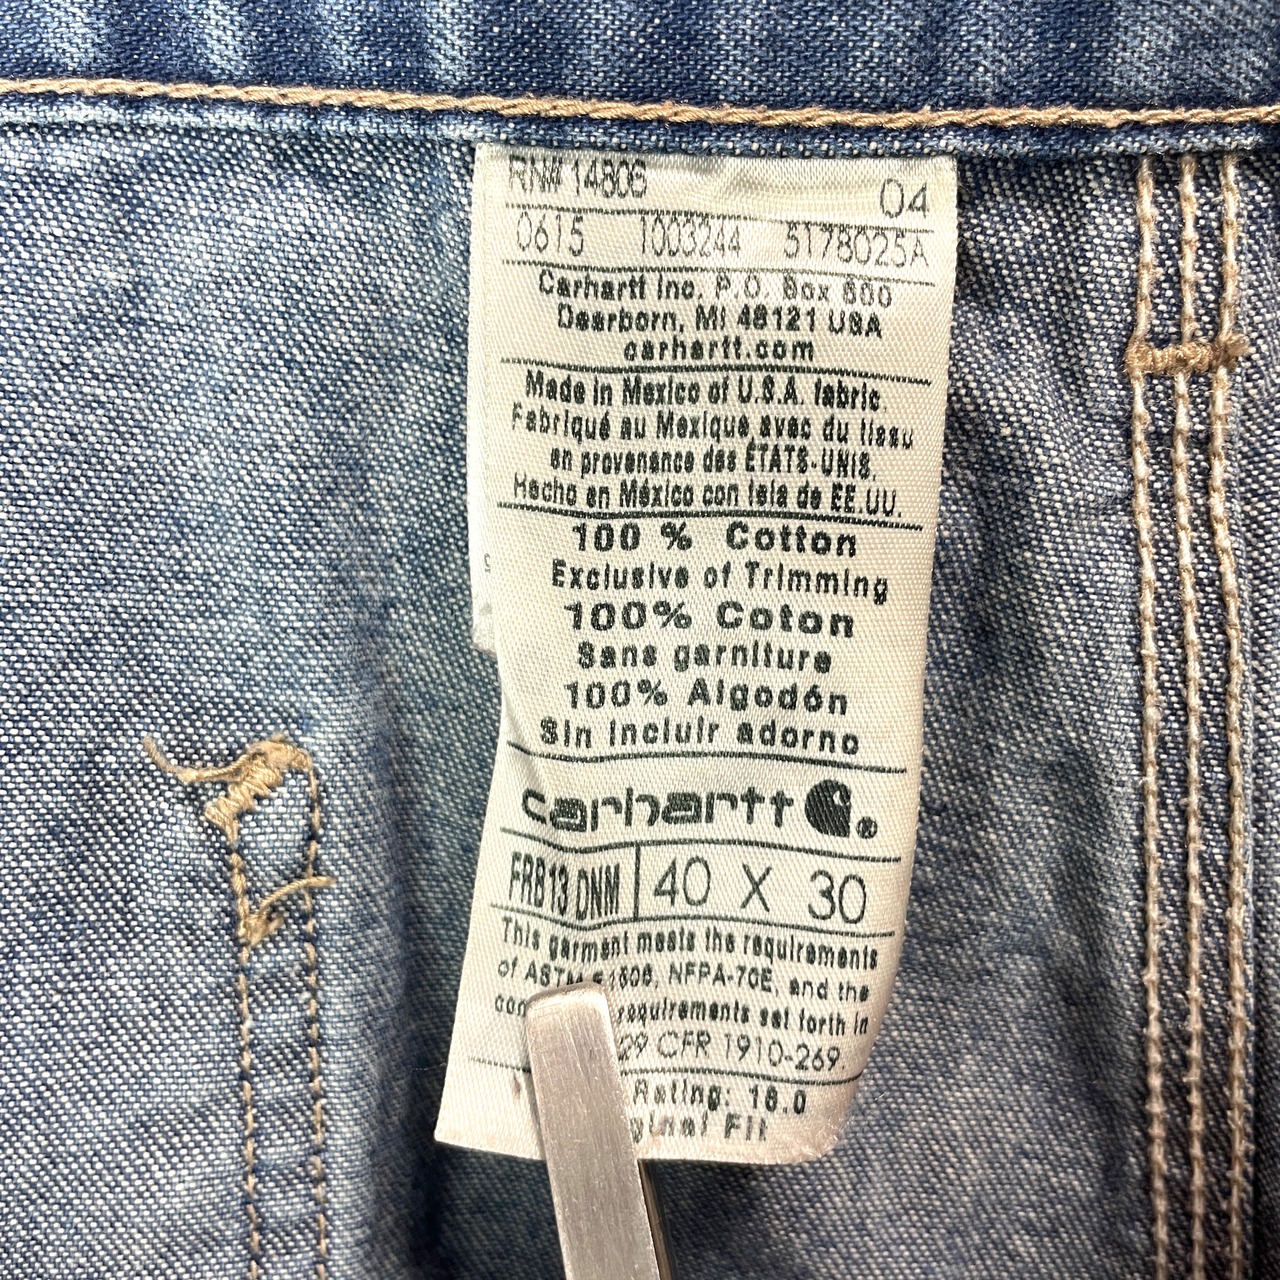 RN# 14806 04
0615 1003244 5178025A
Carhartt Inc. P.O. Box 600
Dearborn, MI 48121 USA
carhartt.com
Made in Mexico of U.S.A. fabric.
Fabriqué au Mexique avec du tissu
en provenance des ÉTATS-UNIS.
Hecho en México con tela de EE.UU.
100 % Cotton
Exclusive of Trimming
100% Coton
Sans garniture
100% Algodón
Sin incluir adorno
carhartt ®
FRB13 DNM 40 X 30
This garment meets the requirements
of ASTM F1506, NFPA-70E, and the
requirements set forth in
29 CFR 1910-269
Rating: 16.0
ginal Fit